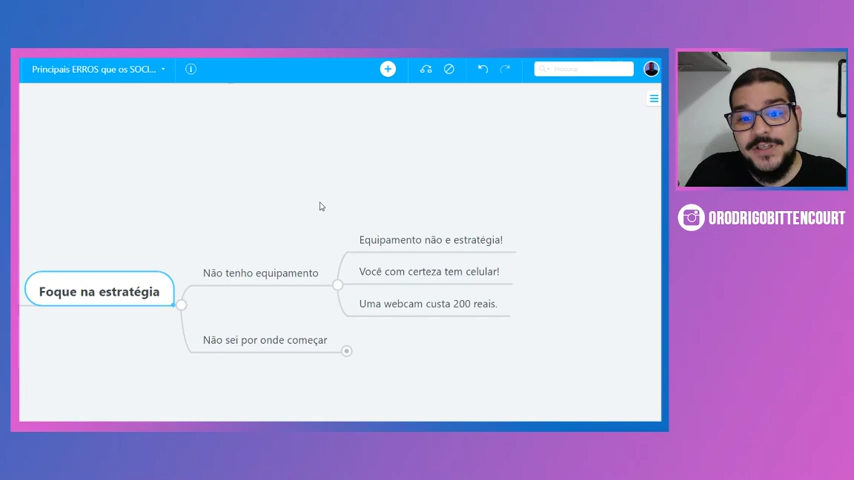 Principais ERROS que os SOCI...
ORODRIGOBITTENCOURT
Equipamento não e estratégia!
Não tenho equipamento
Você com certeza tem celular!
Foque na estratégia
Uma webcam custa 200 reais.
Não sei por onde começar